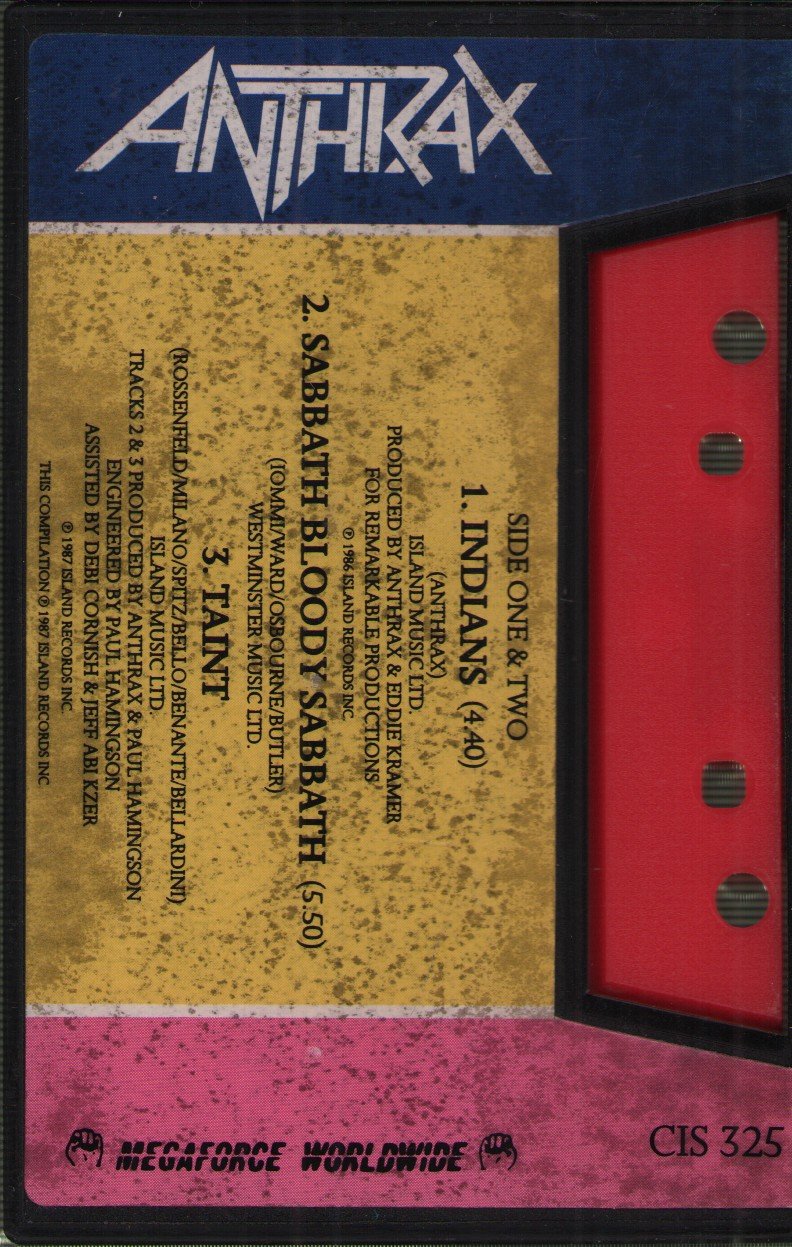 ANTHRAX
SIDE ONE & TWO
1. INDIANS (4.40)
(ANTHRAX)
ISLAND MUSIC LTD.
PRODUCED BY ANTHRAX & EDDIE KRAMER
FOR REMARKABLE PRODUCTIONS
℗ 1986 ISLAND RECORDS INC.
2. SABBATH BLOODY SABBATH (5:50)
(IOMMI/WARD/OSBOURNE/BUTLER)
WESTMINSTER MUSIC LTD.
3. TAINT
(ROSSENFELD/MILANO/SPITZ/BELLO/BENANTE/BELLARDINI)
ISLAND MUSIC LTD.
TRACKS 2 & 3 PRODUCED BY ANTHRAX & PAUL HAMINGSON
ENGINEERED BY PAUL HAMINGSON
ASSISTED BY DEBI CORNISH & JEFF ABI KZER
℗ 1987 ISLAND RECORDS INC.
THIS COMPILATION ℗ 1987 ISLAND RECORDS INC
MEGAFORCE WORLDWIDE
CIS 325